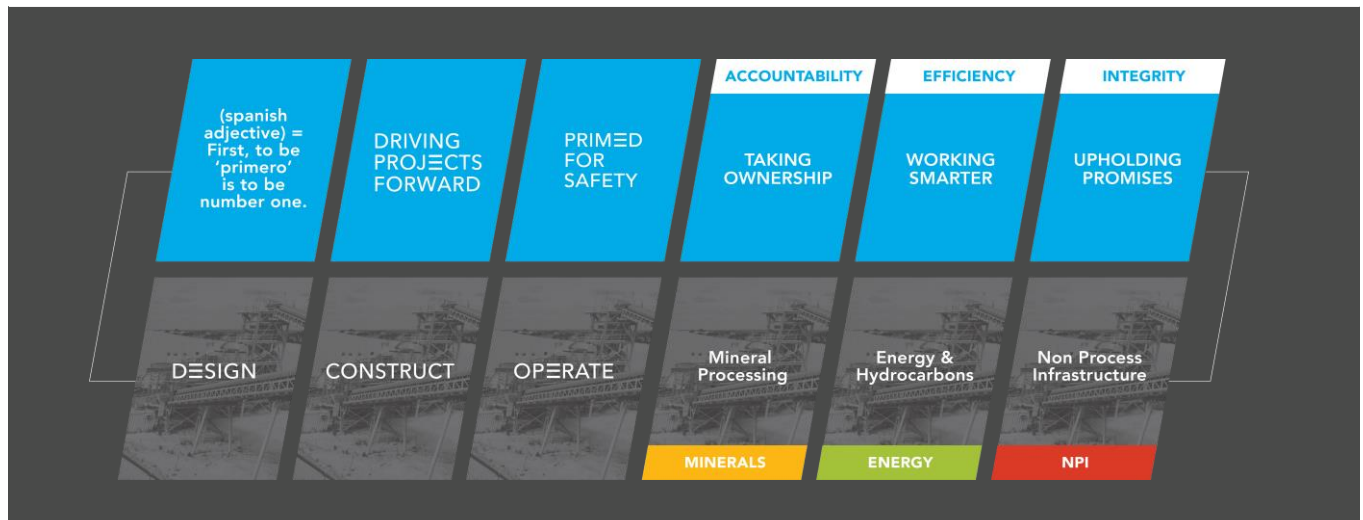 (spanish
adjective) =
First, to be
‘primero’
is to be
number one.
DRIVING
PROJECTS
FORWARD
PRIMED
FOR
SAFETY
ACCOUNTABILITY
TAKING
OWNERSHIP
EFFICIENCY
WORKING
SMARTER
INTEGRITY
UPHOLDING
PROMISES
DESIGN
CONSTRUCT
OPERATE
Mineral
Processing
MINERALS
Energy &
Hydrocarbons
ENERGY
Non Process
Infrastructure
NPI